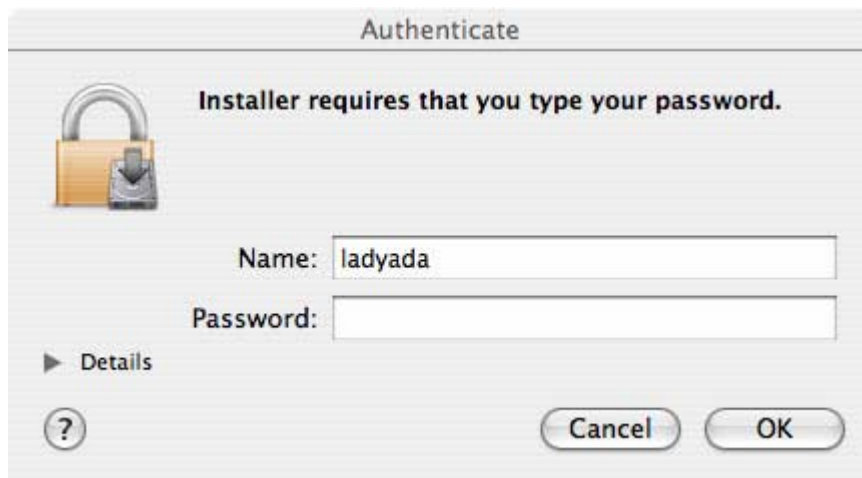 Authenticate
Installer requires that you type your password.
Name: ladyada
Password:
Details
? Cancel OK